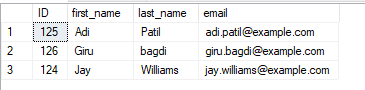 ID first_name last_name email
1 125 Adi Patil adi.patil@example.com
2 126 Giru bagdi giru.bagdi@example.com
3 124 Jay Williams jay.williams@example.com